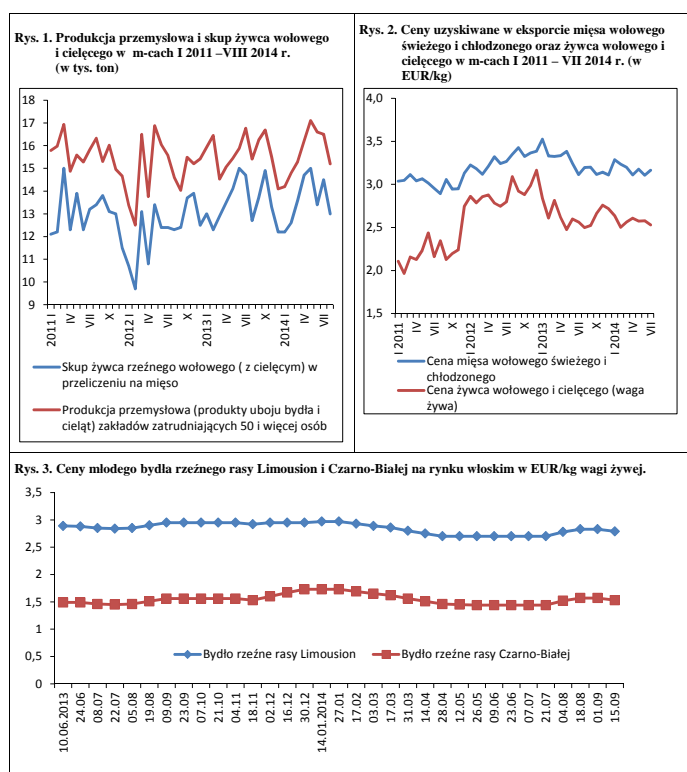 Rys. 1. Produkcja przemysłowa i skup żywca wołowego
i cielęcego w m-cach I 2011 –VIII 2014 r.
(w tys. ton)
18
17
16
15
14
13
12
11
10
9
2011 I
IV
VII
X
2012 I
IV
VII
X
2013 I
IV
VII
X
2014 I
IV
VII
Skup żywca rzeźnego wołowego ( z cielęcym) w
przeliczeniu na mięso
Produkcja przemysłowa (produkty uboju bydła i
cieląt) zakładów zatrudniających 50 i więcej osób
Rys. 2. Ceny uzyskiwane w eksporcie mięsa wołowego
świeżego i chłodzonego oraz żywca wołowego i
cielęcego w m-cach I 2011 – VII 2014 r. (w
EUR/kg)
4,0
3,5
3,0
2,5
2,0
1,5
I 2011
IV
VII
X
I 2012
IV
VII
X
I 2013
IV
VII
X
I 2014
IV
VII
Cena mięsa wołowego świeżego i
chłodzonego
Cena żywca wołowego i cielęcego (waga
żywa)
Rys. 3. Ceny młodego bydła rzeźnego rasy Limousion i Czarno-Białej na rynku włoskim w EUR/kg wagi żywej.
3,5
3
2,5
2
1,5
1
0,5
0
Bydło rzeźne rasy Limousion
Bydło rzeźne rasy Czarno-Białej
10.06.2013
24.06
08.07
22.07
05.08
19.08
09.09
23.09
07.10
21.10
04.11
18.11
02.12
16.12
30.12
14.01.2014
27.01
17.02
03.03
17.03
31.03
14.04
28.04
12.05
26.05
09.06
23.06
07.07
21.07
04.08
18.08
01.09
15.09